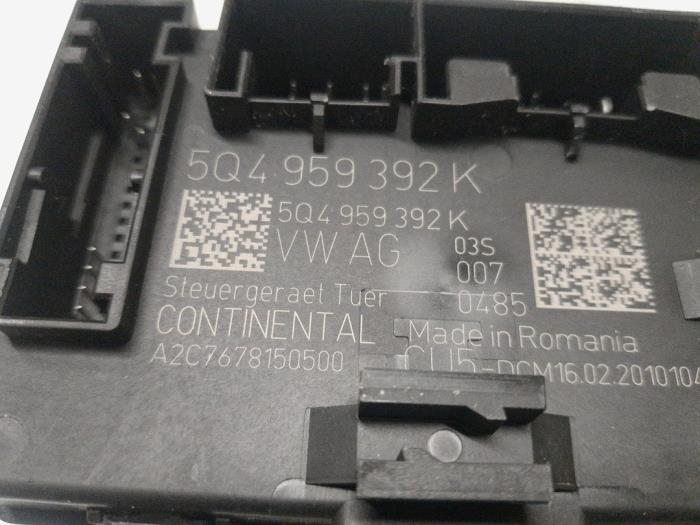 5Q4 959 392 K
5Q4 959 392 K
VW AG
03S
007
Steuergeraet Tuer
0485
CONTINENTAL
Made in Romania
A2C7678150500
DCM16.02.2010104